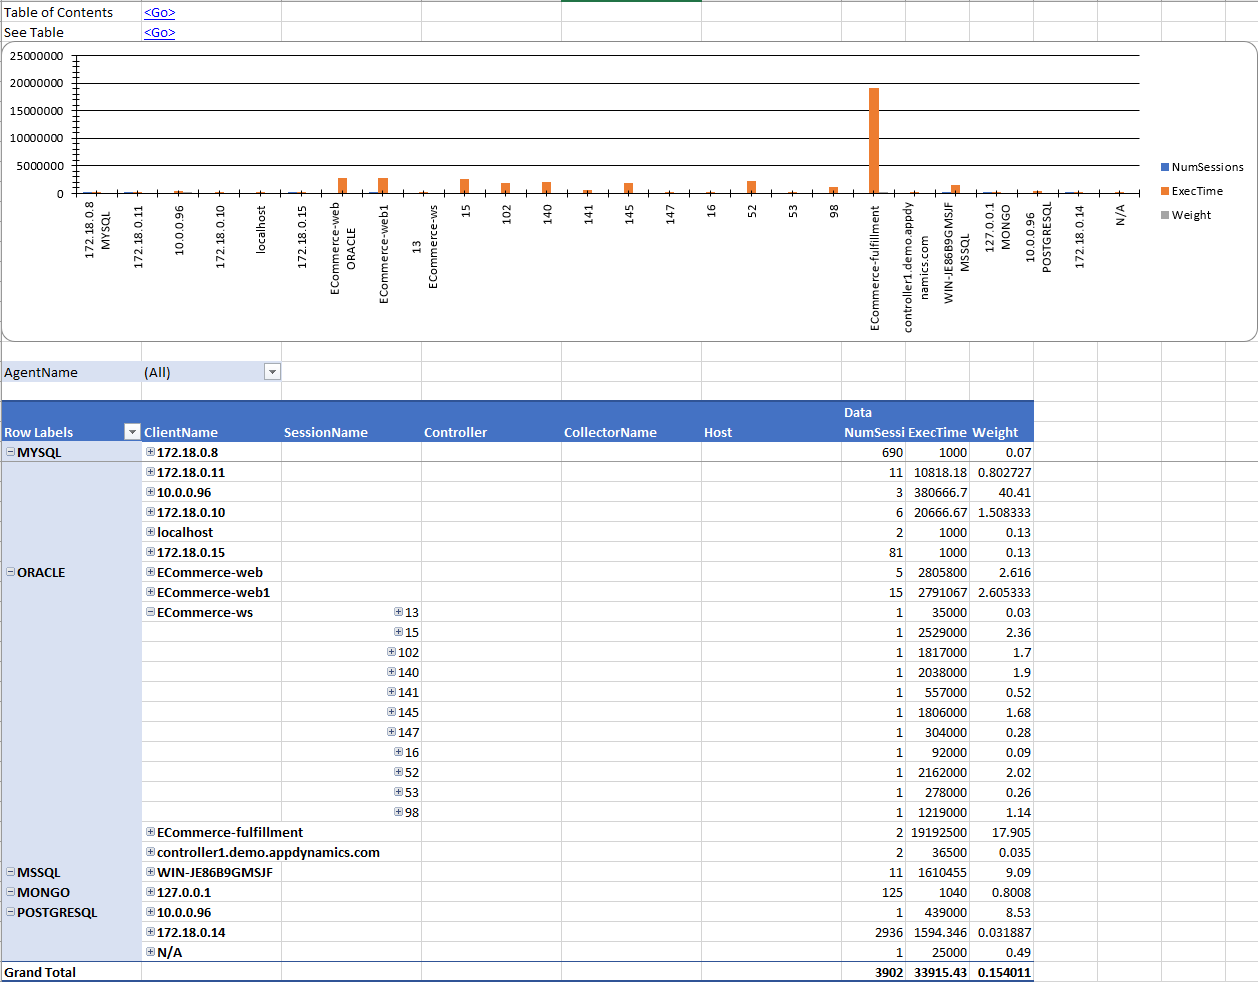 Table of Contents <Go>
See Table <Go>
25000000
20000000
15000000
10000000
5000000
0
172.18.0.8
MYSQL
172.18.0.11
10.0.0.96
172.18.0.10
localhost
172.18.0.15
ECommerce-web
ORACLE
ECommerce-web1
13
ECommerce-ws
15
102
140
141
145
147
16
52
53
98
ECommerce-fulfillment
controller1.demo.appdy
namics.com
WIN-JE86B9GMSJF
MSSQL
127.0.0.1
MONGO
10.0.0.96
POSTGRESQL
172.18.0.14
N/A
NumSessions
ExecTime
Weight
AgentName (All)
Data
Row Labels ClientName SessionName Controller CollectorName Host NumSessi ExecTime Weight
MYSQL 172.18.0.8 690 1000 0.07
172.18.0.11 11 10818.18 0.802727
10.0.0.96 3 380666.7 40.41
172.18.0.10 6 20666.67 1.508333
localhost 2 1000 0.13
172.18.0.15 81 1000 0.13
ORACLE ECommerce-web 5 2805800 2.616
ECommerce-web1 15 2791067 2.605333
ECommerce-ws 13 1 35000 0.03
15 1 2529000 2.36
102 1 1817000 1.7
140 1 2038000 1.9
141 1 557000 0.52
145 1 1806000 1.68
147 1 304000 0.28
16 1 92000 0.09
52 1 2162000 2.02
53 1 278000 0.26
98 1 1219000 1.14
ECommerce-fulfillment 2 19192500 17.905
controller1.demo.appdynamics.com 2 36500 0.035
MSSQL WIN-JE86B9GMSJF 11 1610455 9.09
MONGO 127.0.0.1 125 1040 0.8008
POSTGRESQL 10.0.0.96 1 439000 8.53
172.18.0.14 2936 1594.346 0.031887
N/A 1 25000 0.49
Grand Total 3902 33915.43 0.154011